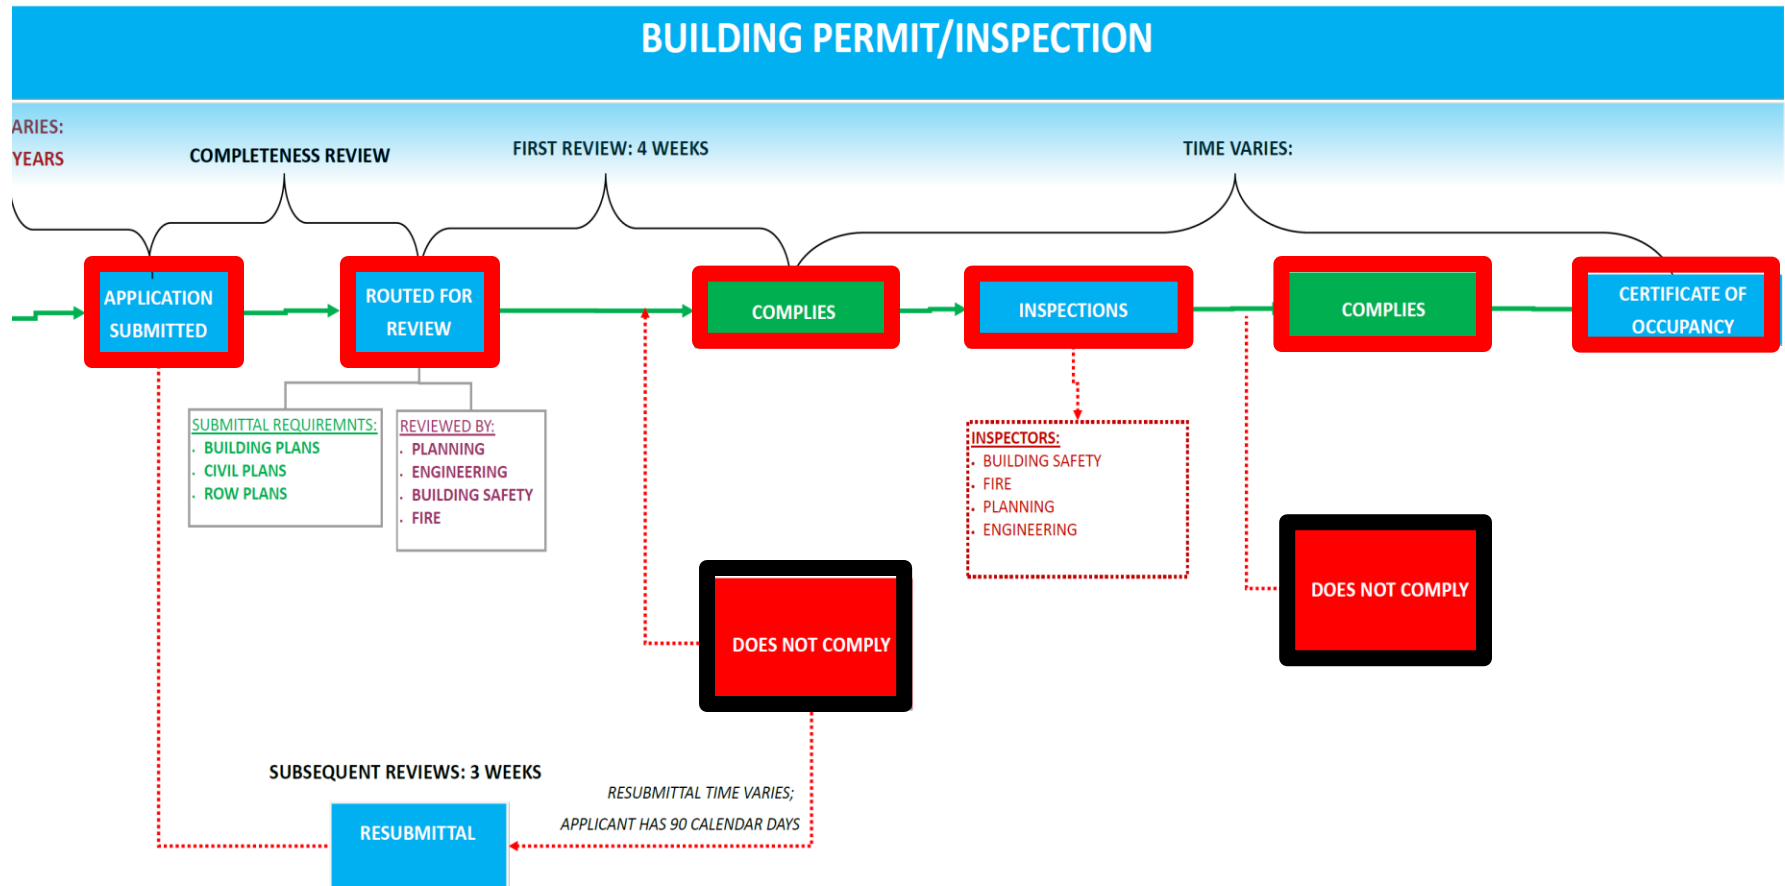 BUILDING PERMIT/INSPECTION
ARIES:
YEARS
COMPLETENESS REVIEW
FIRST REVIEW: 4 WEEKS
TIME VARIES:
APPLICATION
SUBMITTED
ROUTED FOR
REVIEW
COMPLIES
INSPECTIONS
COMPLIES
CERTIFICATE OF
OCCUPANCY
SUBMITTAL REQUIREMNTS:
. BUILDING PLANS
. CIVIL PLANS
. ROW PLANS
REVIEWED BY:
. PLANNING
. ENGINEERING
. BUILDING SAFETY
. FIRE
INSPECTORS:
. BUILDING SAFETY
. FIRE
. PLANNING
. ENGINEERING
DOES NOT COMPLY
DOES NOT COMPLY
SUBSEQUENT REVIEWS: 3 WEEKS
RESUBMITTAL TIME VARIES;
APPLICANT HAS 90 CALENDAR DAYS
RESUBMITTAL